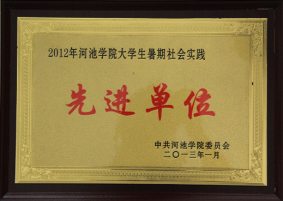 2012年河池学院大学生暑期社会实践
先进单位
中共河池学院委员会
二〇一三年一月